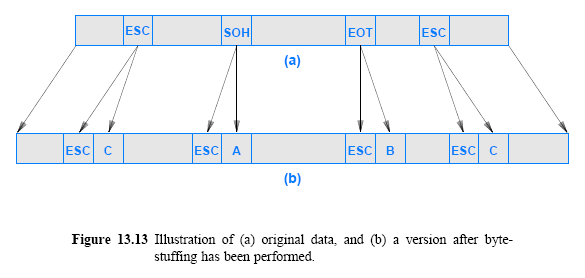 ESC SOH EOT ESC
(a)
ESC C ESC A ESC B ESC C
(b)
Figure 13.13 Illustration of (a) original data, and (b) a version after byte-
stuffing has been performed.